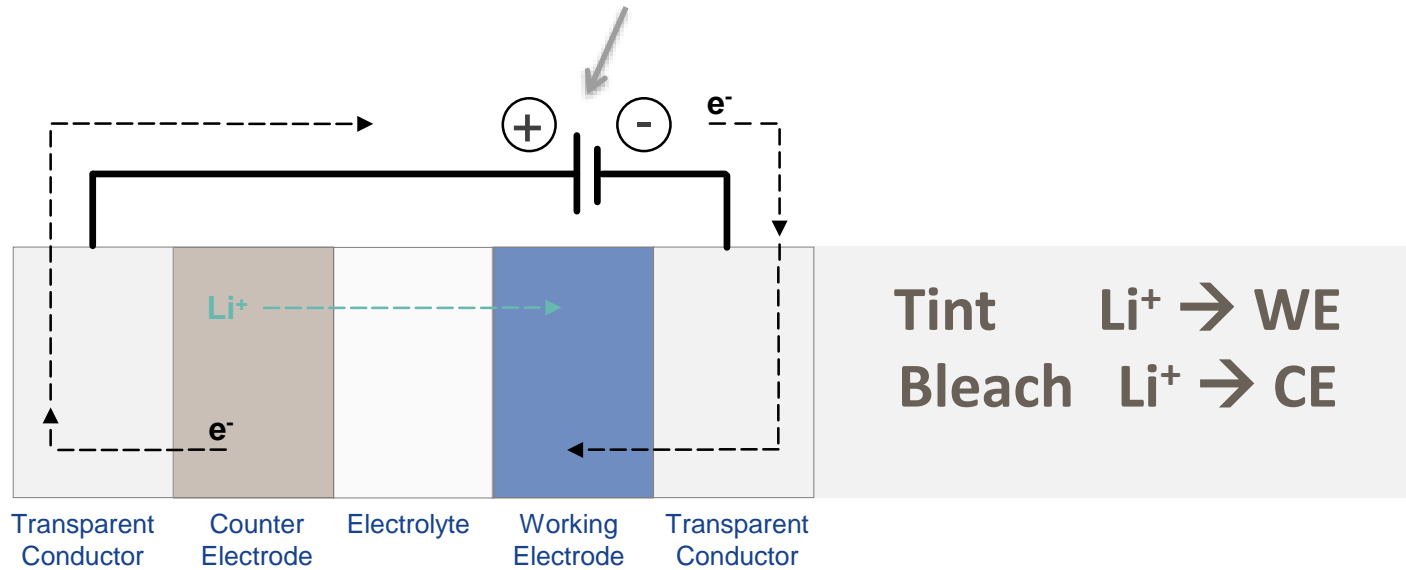 e⁻
+ -
Tint Li⁺ → WE
Li⁺
Bleach Li⁺ → CE
e⁻
Transparent Conductor
Counter Electrode
Electrolyte
Working Electrode
Transparent Conductor